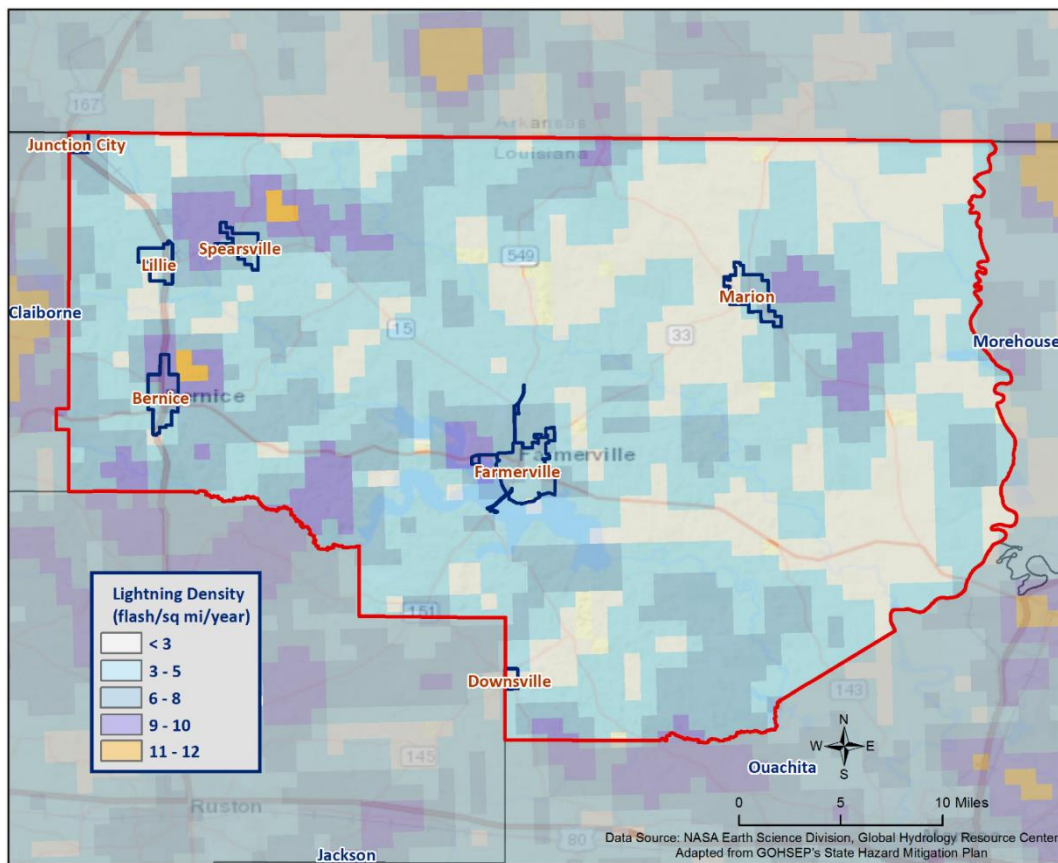 167
Arkansas
Louisiana
Junction City
Spearsville
Lillie
549
Marion
Claiborne
15
33
Morehouse
Bernice
Bernice
Farmerville
Farmerville
Lightning Density
(flash/sq mi/year)
< 3
3 - 5
6 - 8
9 - 10
11 - 12
151
Downsville
143
145
N
W E
S
Ouachita
Ruston
0 5 10 Miles
80
Data Source: NASA Earth Science Division, Global Hydrology Resource Center
Adapted from GOHSEP's State Hazard Mitigation Plan
Jackson